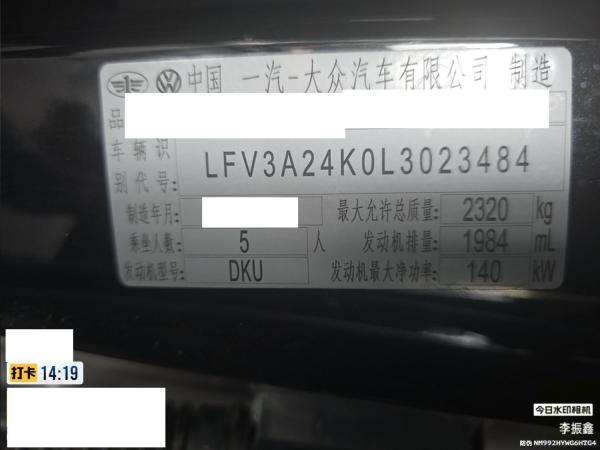 中国 一汽-大众汽车有限公司 制造
品
车辆识别代号: LFV3A24K0L3023484
制造年月: 最大允许总质量: 2320 kg
乘坐人数: 5 人 发动机排量: 1984 mL
发动机型号: DKU 发动机最大净功率: 140 kW
打卡 14:19
今日水印相机
李振鑫
防伪 NM992HYWG6HTG4